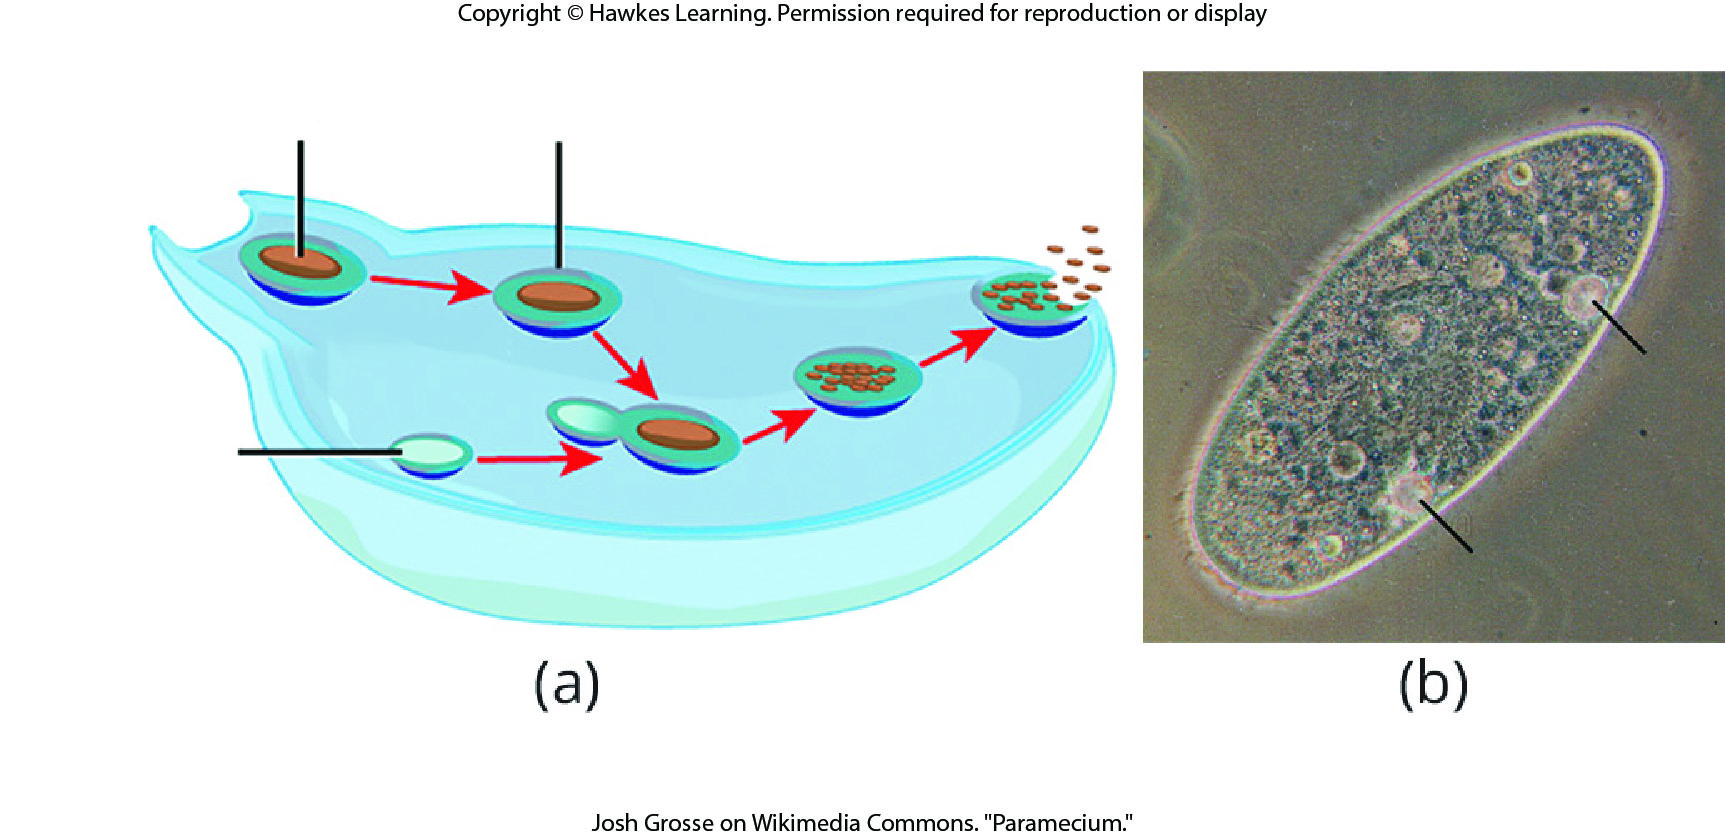 Copyright © Hawkes Learning. Permission required for reproduction or display
(a)
(b)
Josh Grosse on Wikimedia Commons. "Paramecium."